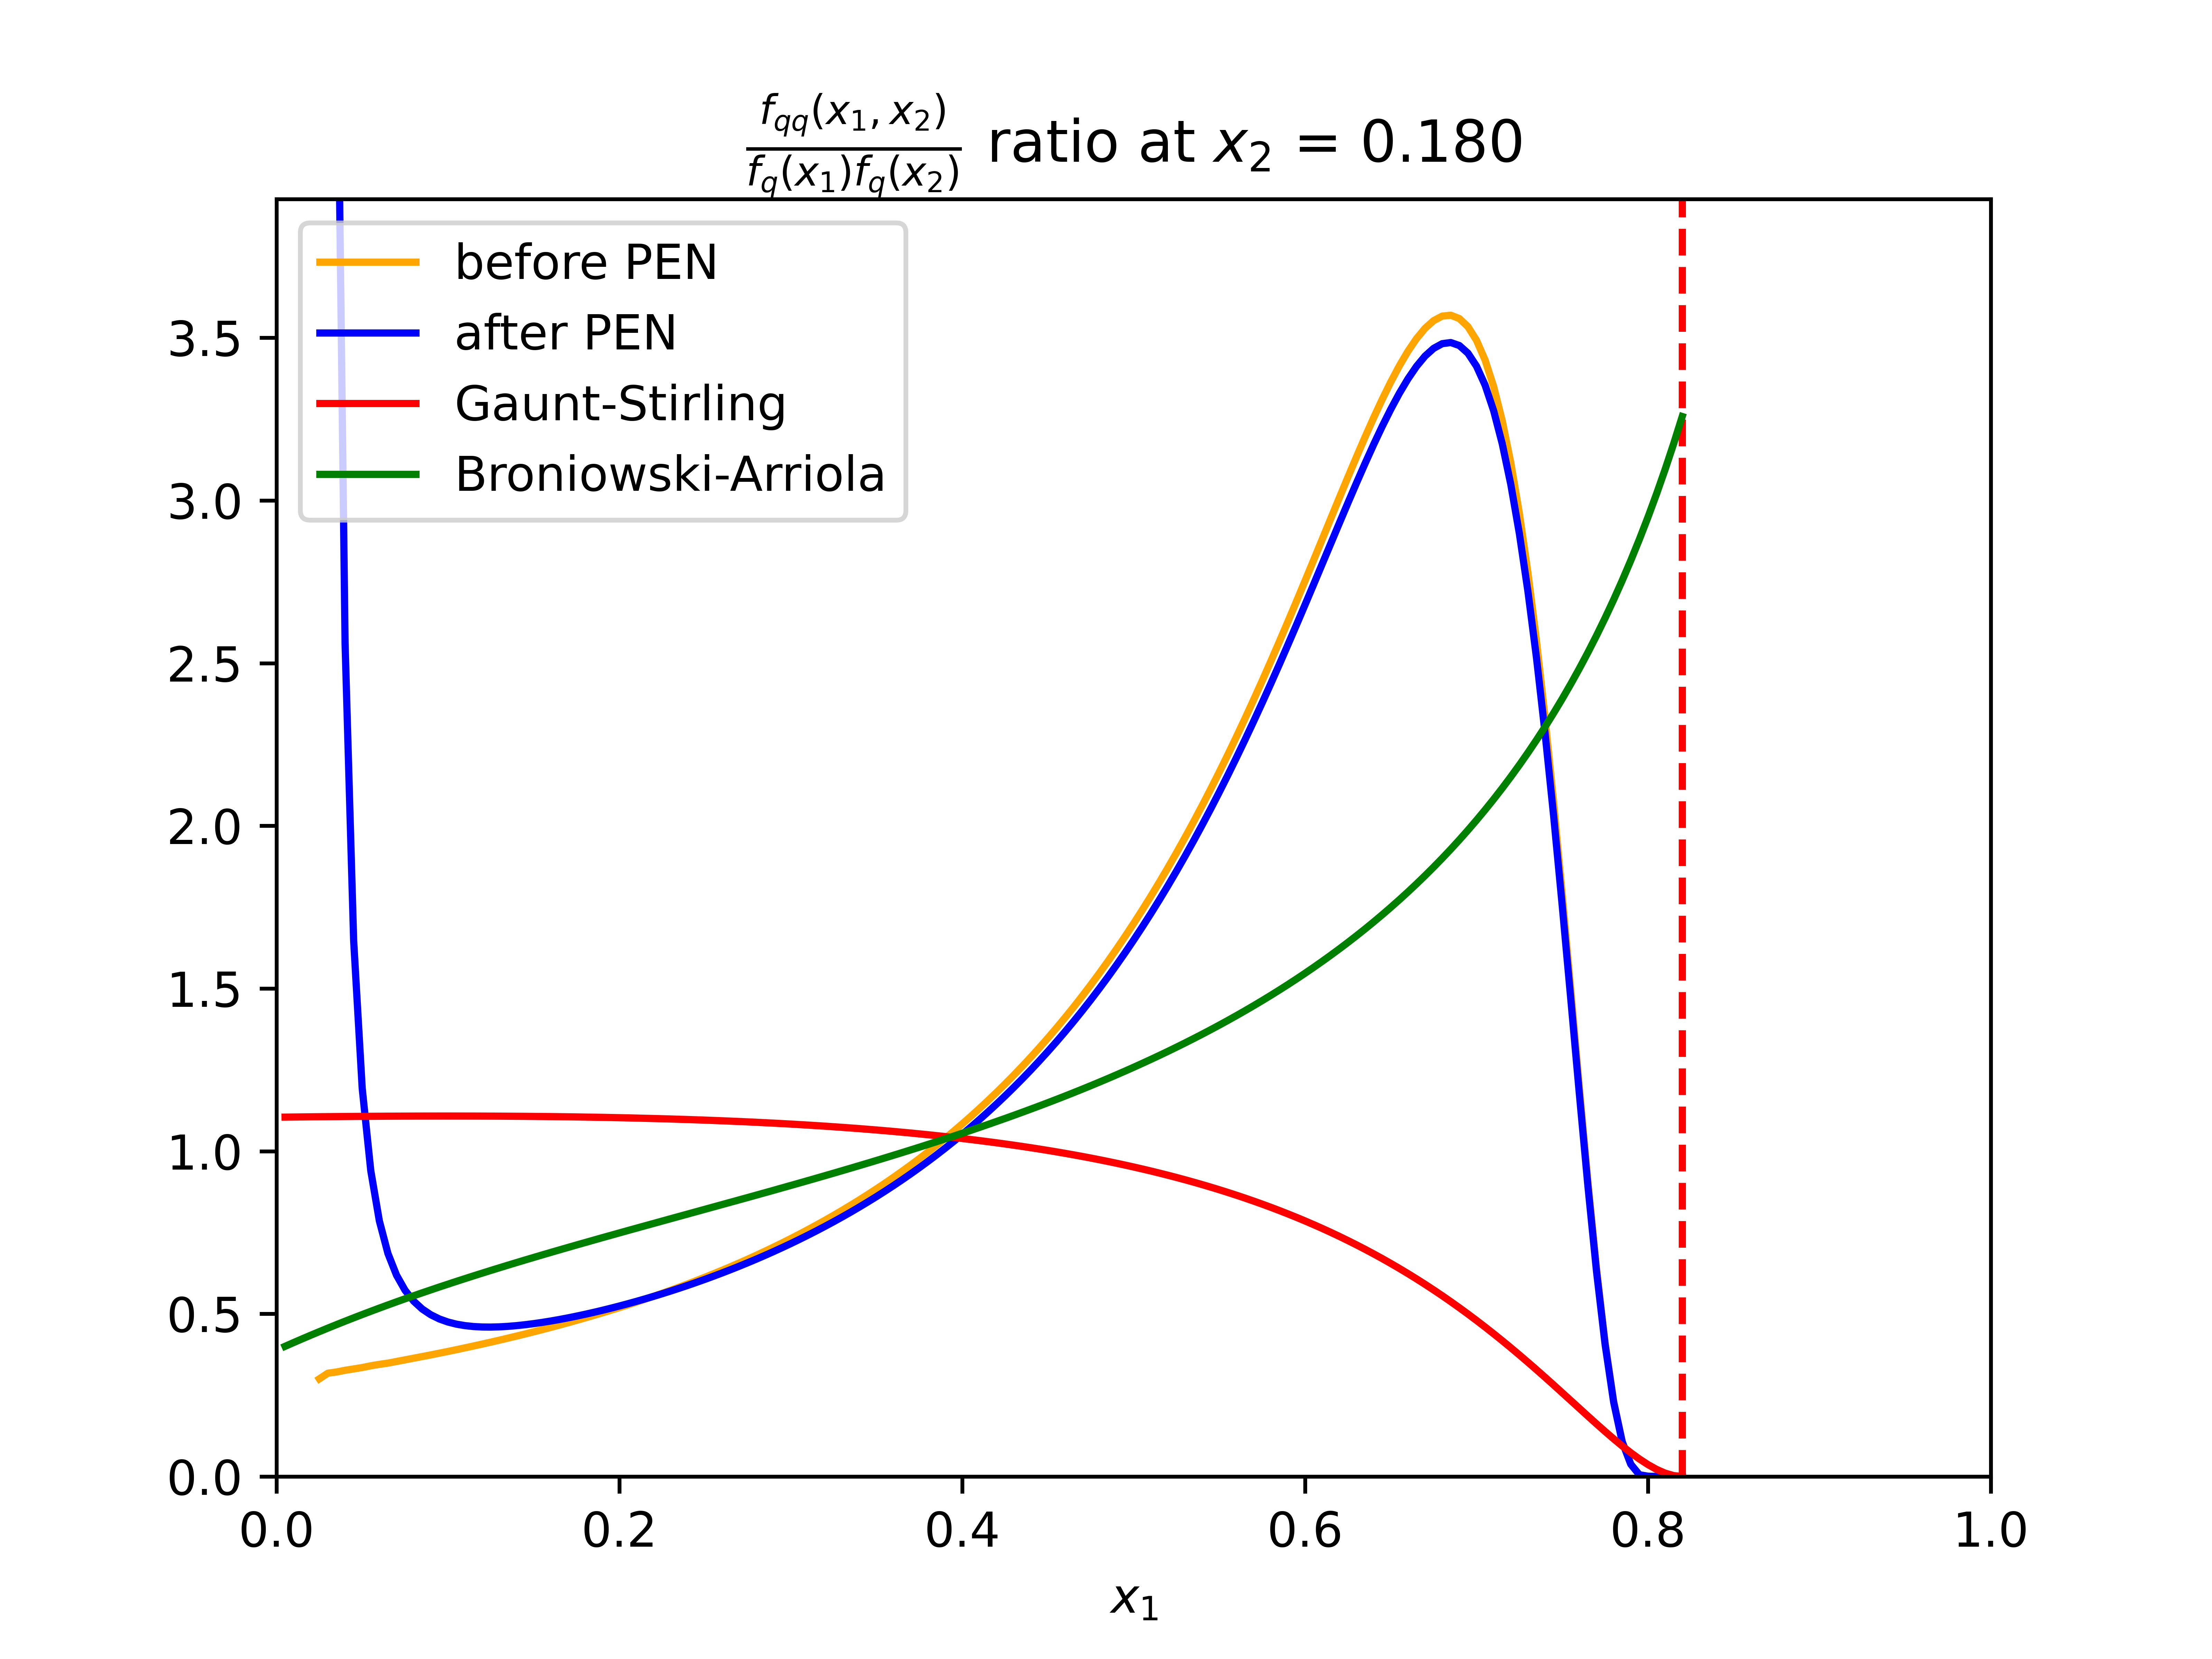 f_qq(x_1, x_2)
f_q(x_1)f_q(x_2)
ratio at x_2 = 0.180
before PEN
after PEN
Gaunt-Stirling
Broniowski-Arriola
3.5
3.0
2.5
2.0
1.5
1.0
0.5
0.0
0.0 0.2 0.4 0.6 0.8 1.0
x_1